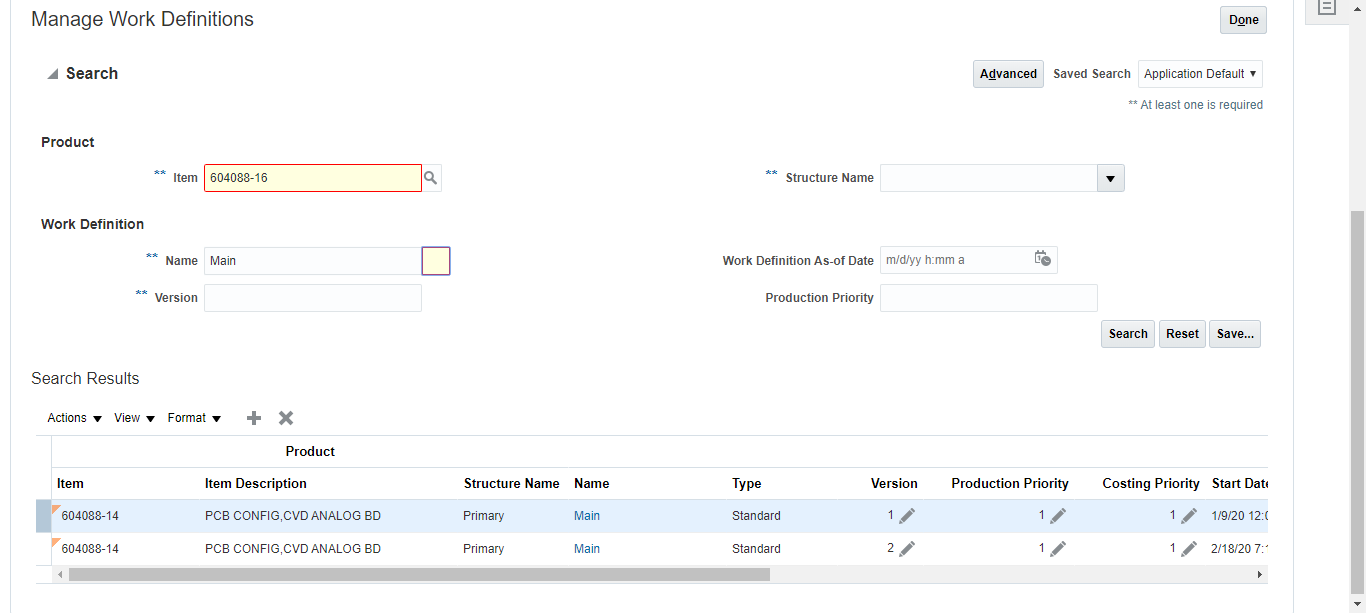 Manage Work Definitions
Done
Search
Advanced Saved Search Application Default
** At least one is required
Product
** Item 604088-16
** Structure Name
Work Definition
** Name Main
Work Definition As-of Date m/d/yy h:mm a
** Version
Production Priority
Search Reset Save...
Search Results
Actions View Format
Product
Item Item Description Structure Name Name Type Version Production Priority Costing Priority Start Date
604088-14 PCB CONFIG,CVD ANALOG BD Primary Main Standard 1 1 1 1/9/20 12:0
604088-14 PCB CONFIG,CVD ANALOG BD Primary Main Standard 2 1 1 2/18/20 7:1